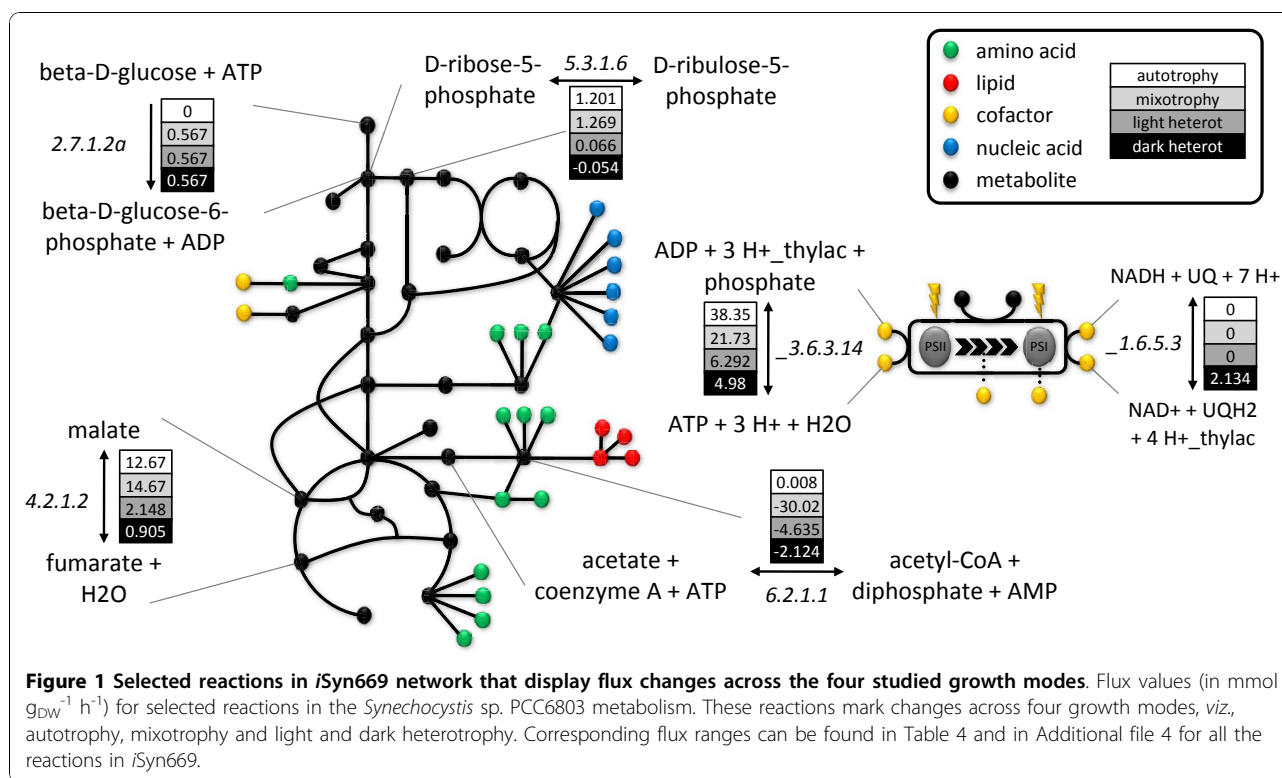 beta-D-glucose + ATP
2.7.1.2a
0
0.567
0.567
0.567
beta-D-glucose-6-
phosphate + ADP
D-ribose-5-
phosphate
5.3.1.6
D-ribulose-5-
phosphate
1.201
1.269
0.066
-0.054
amino acid
lipid
cofactor
nucleic acid
metabolite
autotrophy
mixotrophy
light heterot
dark heterot
ADP + 3 H+_thylac +
phosphate
38.35
21.73
6.292
4.98
_3.6.3.14
ATP + 3 H+ + H2O
PSII
PSI
NADH + UQ + 7 H+
_1.6.5.3
0
0
0
2.134
NAD+ + UQH2
+ 4 H+_thylac
malate
4.2.1.2
12.67
14.67
2.148
0.905
fumarate +
H2O
acetate +
coenzyme A + ATP
0.008
-30.02
-4.635
-2.124
6.2.1.1
acetyl-CoA +
diphosphate + AMP
Figure 1 Selected reactions in iSyn669 network that display flux changes across the four studied growth modes. Flux values (in mmol
g_DW⁻¹ h⁻¹) for selected reactions in the Synechocystis sp. PCC6803 metabolism. These reactions mark changes across four growth modes, viz.,
autotrophy, mixotrophy and light and dark heterotrophy. Corresponding flux ranges can be found in Table 4 and in Additional file 4 for all the
reactions in iSyn669.